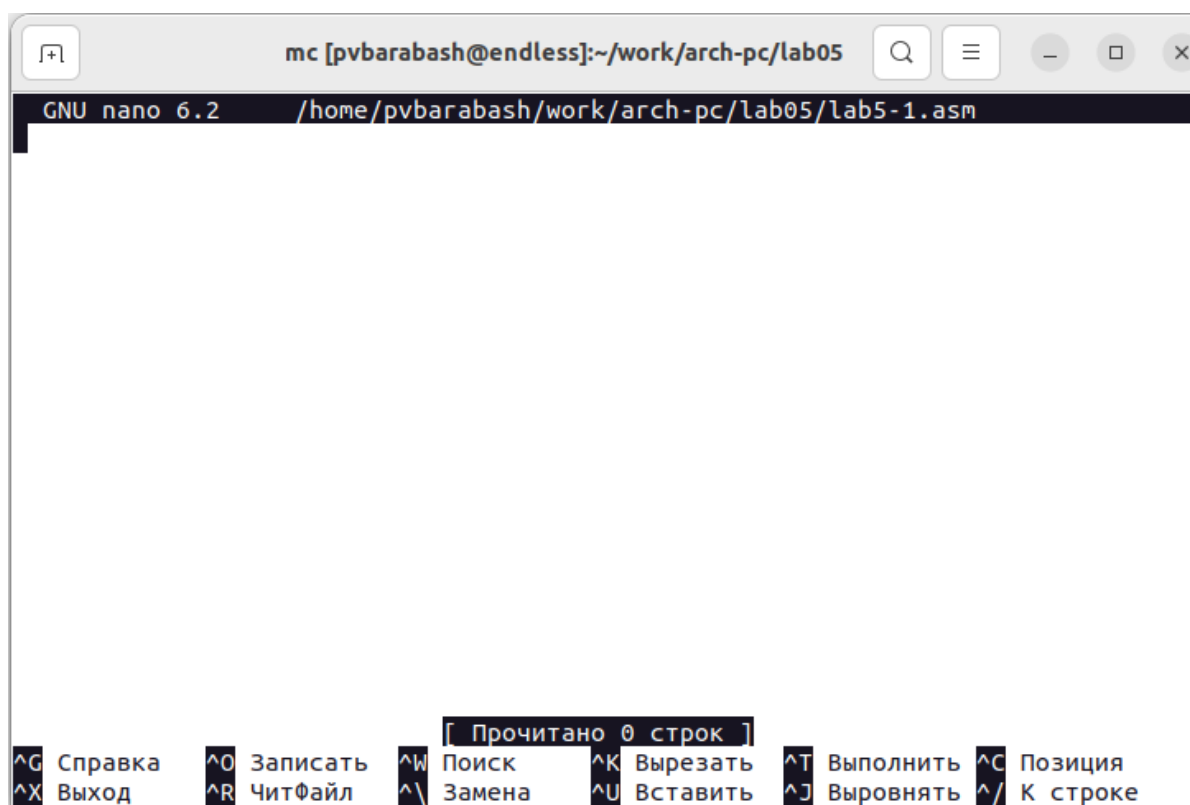 mc [pvbarabash@endless]:~/work/arch-pc/lab05
GNU nano 6.2 /home/pvbarabash/work/arch-pc/lab05/lab5-1.asm
[ Прочитано 0 строк ]
^G Справка ^O Записать ^W Поиск ^K Вырезать ^T Выполнить ^C Позиция
^X Выход ^R ЧитФайл ^\ Замена ^U Вставить ^J Выровнять ^/ К строке